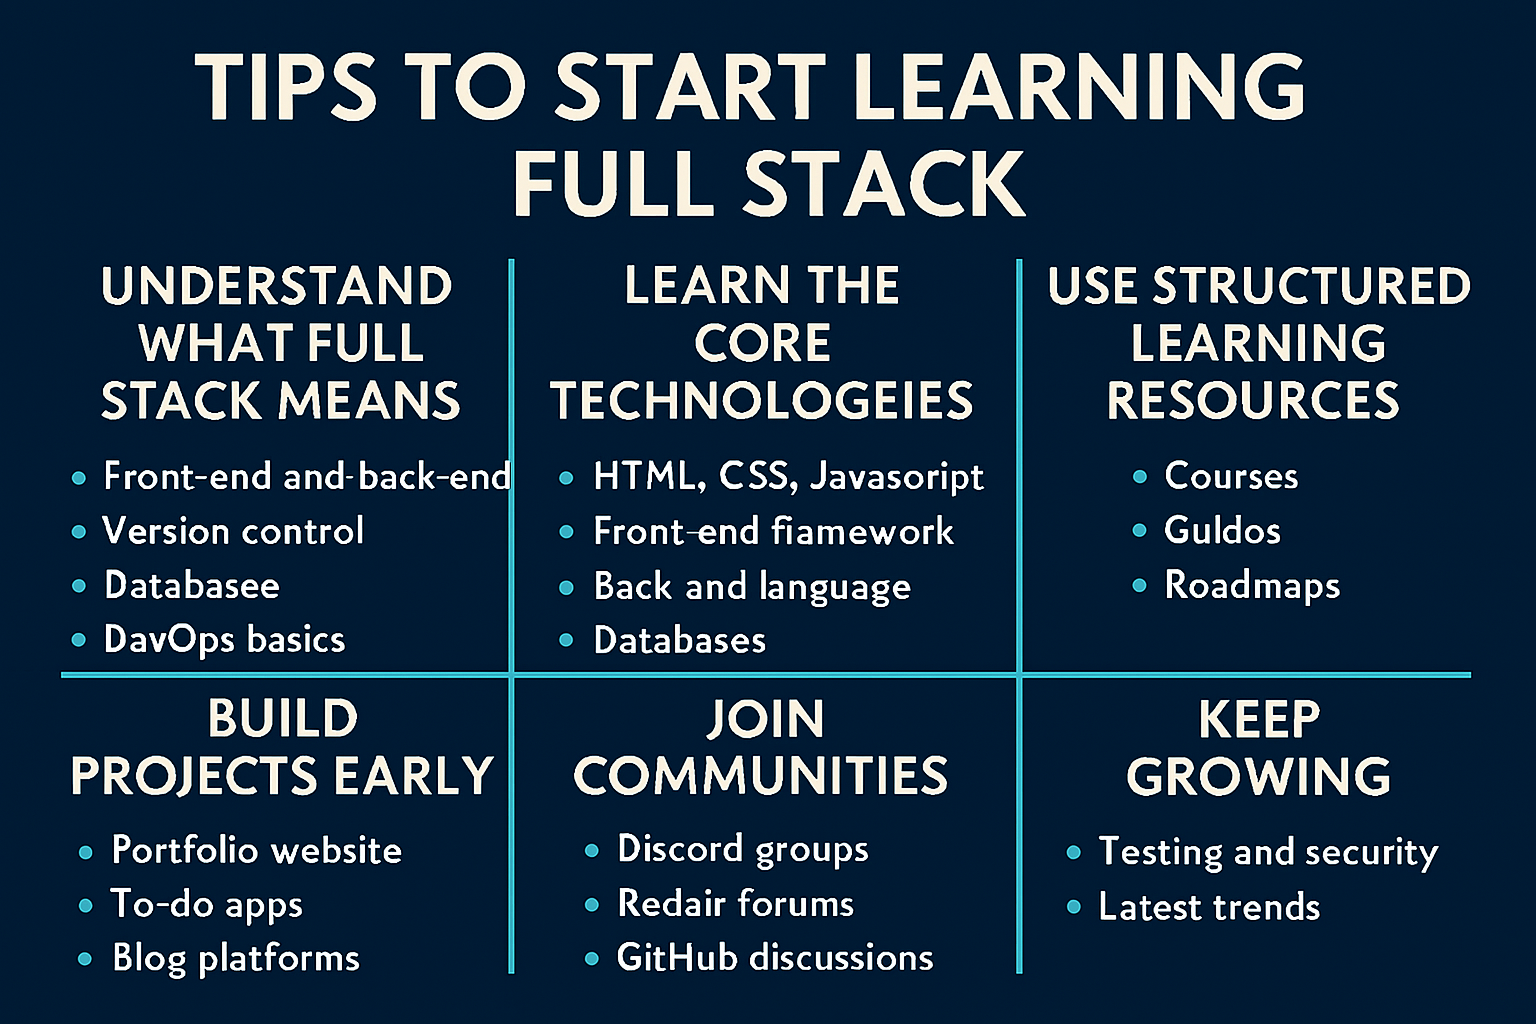 TIPS TO START LEARNING
FULL STACK
UNDERSTAND
WHAT FULL
STACK MEANS
• Front-end and-back-end
• Version control
• Databasee
• DavOps basics
LEARN THE
CORE
TECHNOLOGEIES
• HTML, CSS, Javasoript
• Front-end fiamework
• Back and language
• Databases
USE STRUCTURED
LEARNING
RESOURCES
• Courses
• Guldos
• Roadmaps
BUILD
PROJECTS EARLY
• Portfolio website
• To-do apps
• Blog platforms
JOIN
COMMUNITIES
• Discord groups
• Redair forums
• GitHub discussions
KEEP
GROWING
• Testing and security
• Latest trends